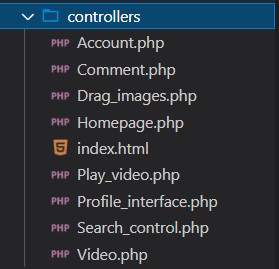 controllers
PHP Account.php
PHP Comment.php
PHP Drag_images.php
PHP Homepage.php
index.html
PHP Play_video.php
PHP Profile_interface.php
PHP Search_control.php
PHP Video.php